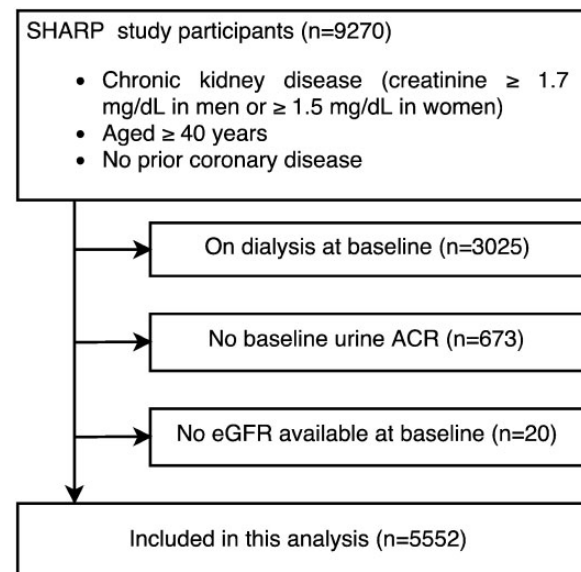 SHARP study participants (n=9270)
• Chronic kidney disease (creatinine ≥ 1.7
mg/dL in men or ≥ 1.5 mg/dL in women)
• Aged ≥ 40 years
• No prior coronary disease
On dialysis at baseline (n=3025)
No baseline urine ACR (n=673)
No eGFR available at baseline (n=20)
Included in this analysis (n=5552)